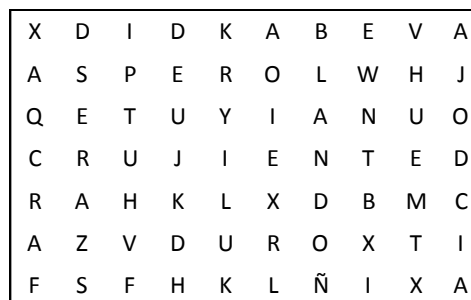 X D I D K A B E V A
A S P E R O L W H J
Q E T U Y I A N U O
C R U J I E N T E D
R A H K L X D B M C
A Z V D U R O X T I
F S F H K L Ñ I X A